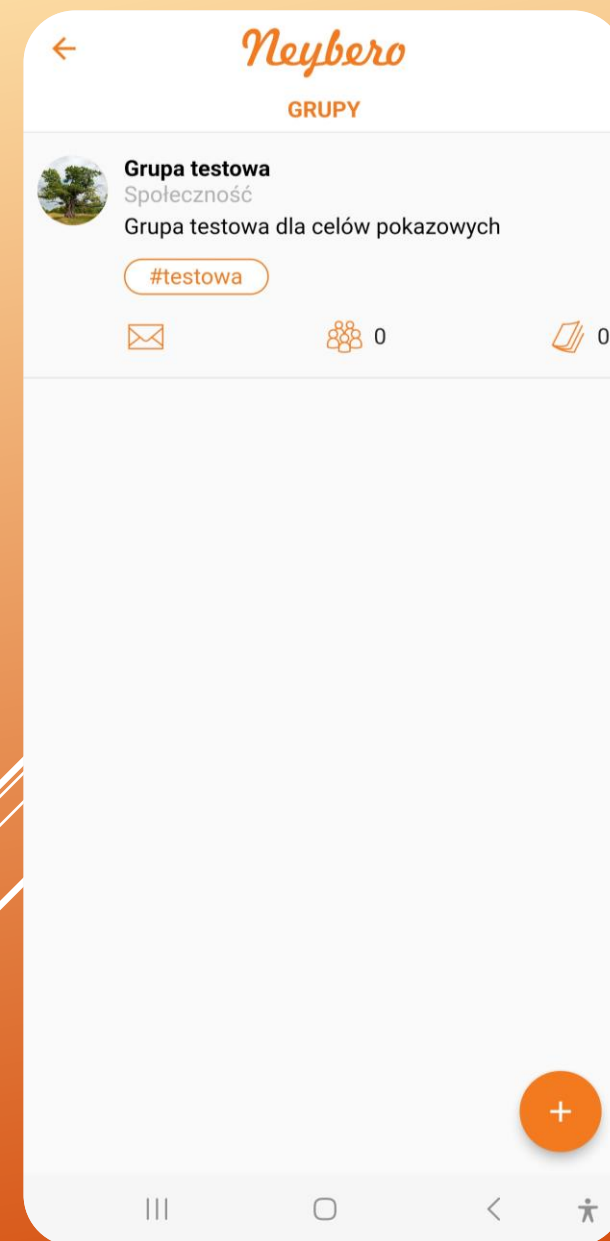 Neybero
GRUPY
Grupa testowa
Społeczność
Grupa testowa dla celów pokazowych
#testowa
0
0